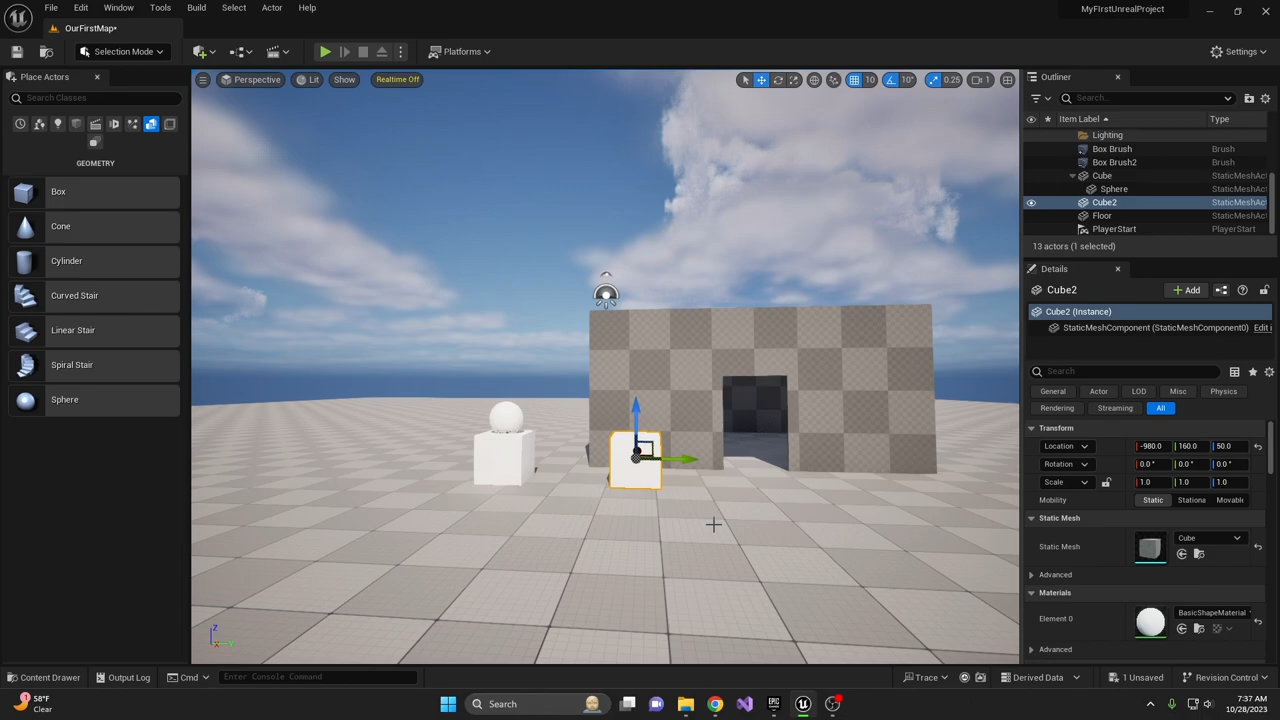 File Edit Window Tools Build Select Actor Help
MyFIrstUnrealProject
OurFirstMap*
Selection Mode
Platforms
Settings
Place Actors
Search Classes
GEOMETRY
Box
Cone
Cylinder
Curved Stair
Linear Stair
Spiral Stair
Sphere
Perspective Lit Show Realtime Off
10 10° 0.25 1
Outliner
Search...
Item Label Type
Lighting
Box Brush Brush
Box Brush2 Brush
Cube StaticMeshAct
Sphere StaticMeshAct
Cube2 StaticMeshAct
Floor StaticMeshAct
PlayerStart PlayerStart
13 actors (1 selected)
Details
Cube2
+ Add
Cube2 (Instance)
StaticMeshComponent (StaticMeshComponent0) Edit i
Search
General Actor LOD Misc Physics
Rendering Streaming All
Transform
Location -980.0 160.0 50.0
Rotation 0.0 ° 0.0 ° 0.0 °
Scale 1.0 1.0 1.0
Mobility Static Stationa Movable
Static Mesh
Static Mesh Cube
Advanced
Materials
Element 0 BasicShapeMaterial
Advanced
Z
X Y
Content Drawer Output Log Cmd Enter Console Command
Trace Derived Data 1 Unsaved Revision Control
1 58°F
Clear
Search
EPIC
7:37 AM
10/28/2023